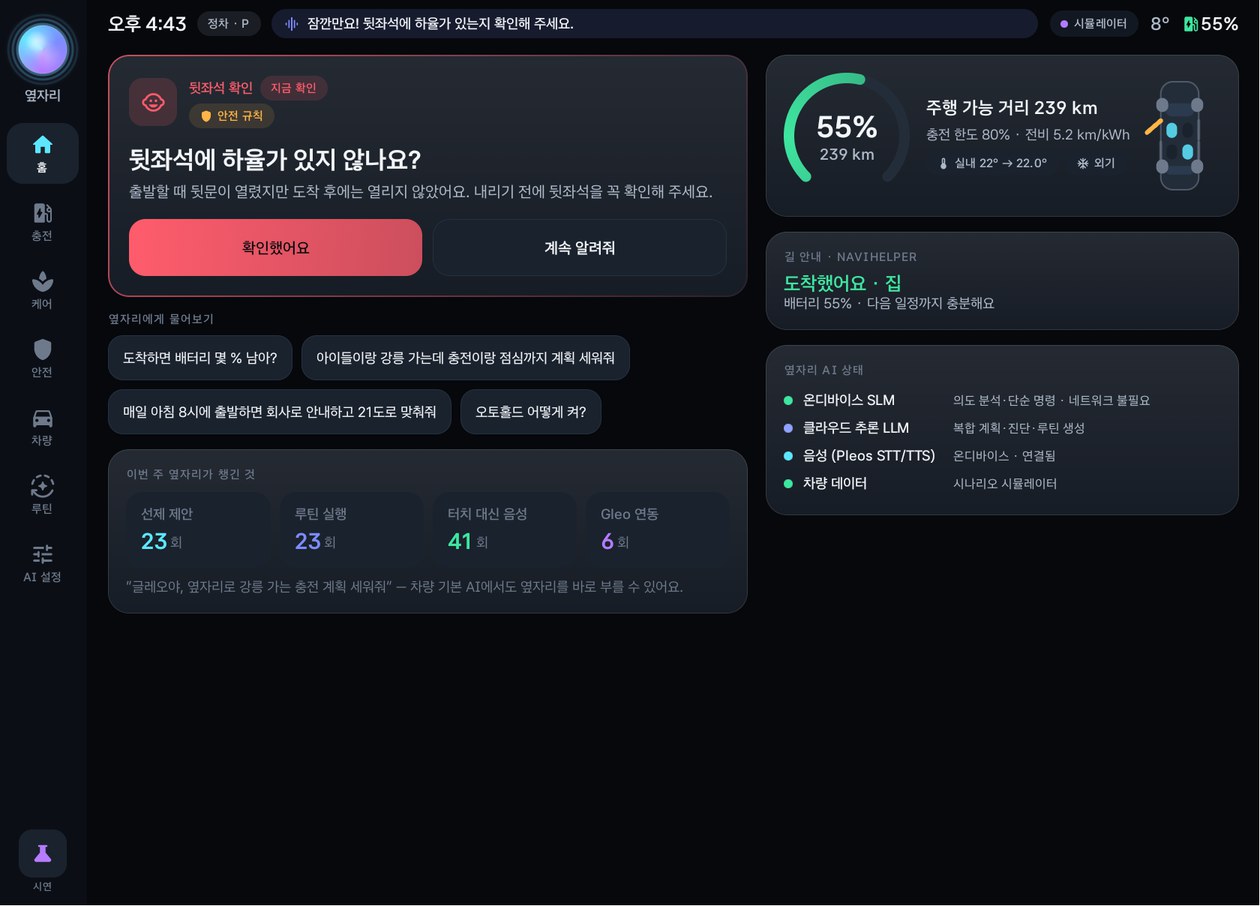 오후 4:43
정차 · P
잠깐만요! 뒷좌석에 하율가 있는지 확인해 주세요.
시뮬레이터
8°
55%
옆자리
홈
충전
케어
안전
차량
루틴
AI 설정
시연
뒷좌석 확인
지금 확인
안전 규칙
뒷좌석에 하율가 있지 않나요?
출발할 때 뒷문이 열렸지만 도착 후에는 열리지 않았어요. 내리기 전에 뒷좌석을 꼭 확인해 주세요.
확인했어요
계속 알려줘
옆자리에게 물어보기
도착하면 배터리 몇 % 남아?
아이들이랑 강릉 가는데 충전이랑 점심까지 계획 세워줘
매일 아침 8시에 출발하면 회사로 안내하고 21도로 맞춰줘
오토홀드 어떻게 켜?
이번 주 옆자리가 챙긴 것
선제 제안
23 회
루틴 실행
23 회
터치 대신 음성
41 회
Gleo 연동
6 회
“글레오야, 옆자리로 강릉 가는 충전 계획 세워줘” — 차량 기본 AI에서도 옆자리를 바로 부를 수 있어요.
55%
239 km
주행 가능 거리 239 km
충전 한도 80% · 전비 5.2 km/kWh
실내 22° → 22.0°
외기
길 안내 · NAVIHELPER
도착했어요 · 집
배터리 55% · 다음 일정까지 충분해요
옆자리 AI 상태
온디바이스 SLM
의도 분석·단순 명령 · 네트워크 불필요
클라우드 추론 LLM
복합 계획·진단·루틴 생성
음성 (Pleos STT/TTS)
온디바이스 · 연결됨
차량 데이터
시나리오 시뮬레이터